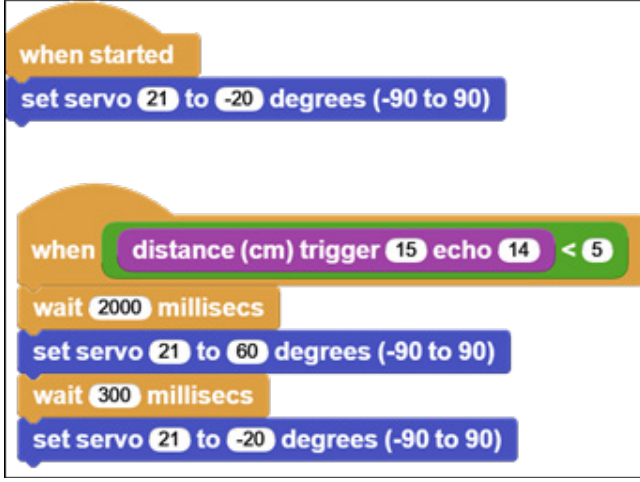 when started
set servo 21 to -20 degrees (-90 to 90)
when distance (cm) trigger 15 echo 14 < 5
wait 2000 millisecs
set servo 21 to 60 degrees (-90 to 90)
wait 300 millisecs
set servo 21 to -20 degrees (-90 to 90)